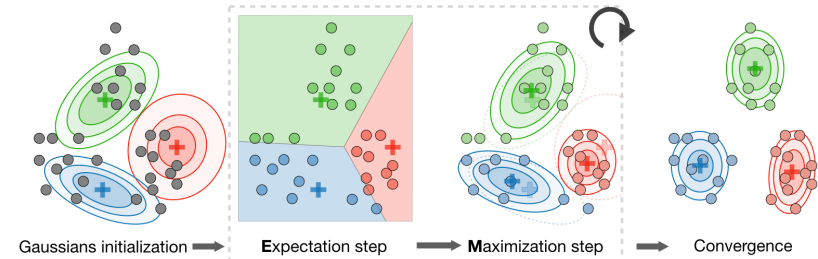 Gaussians initialization
Expectation step
Maximization step
Convergence